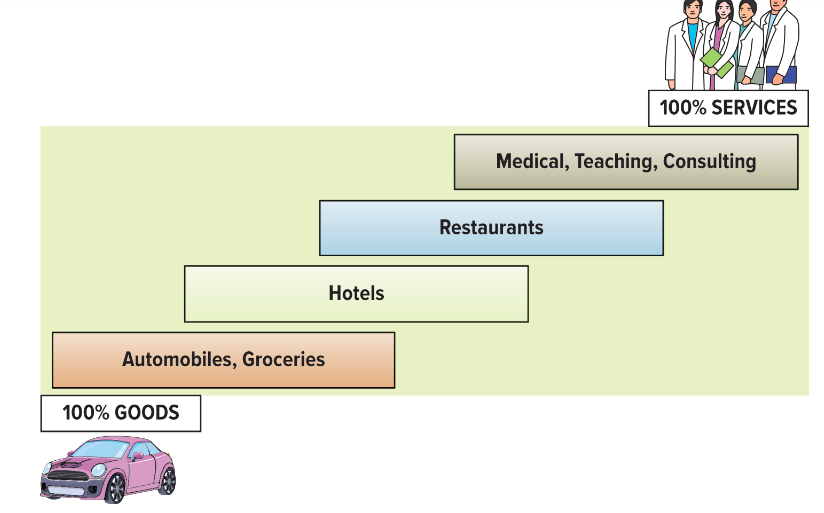 100% SERVICES
Medical, Teaching, Consulting
Restaurants
Hotels
Automobiles, Groceries
100% GOODS